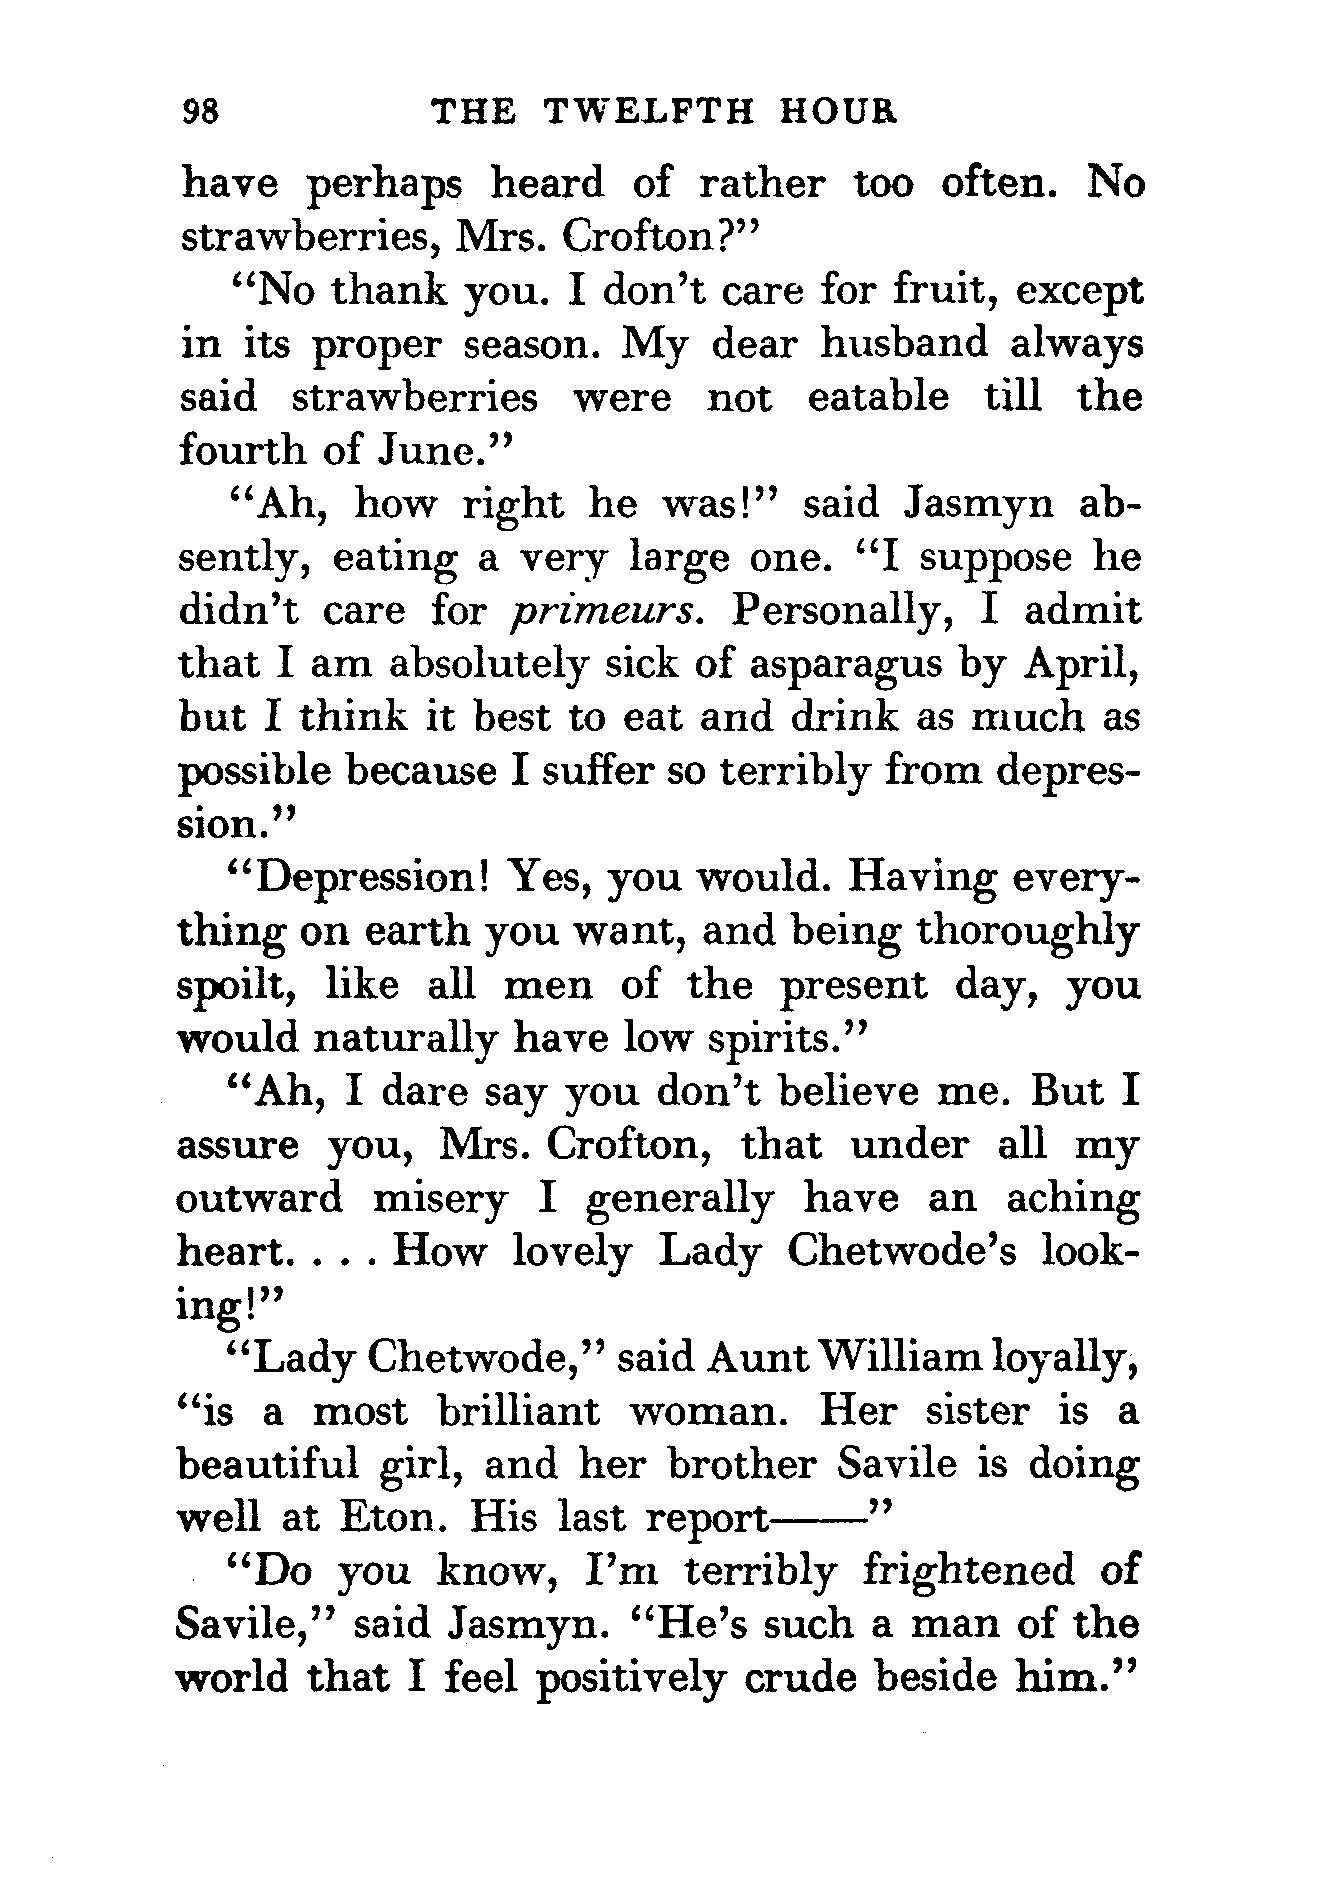 98 THE TWELFTH HOUR
have perhaps heard of rather too often. No
strawberries, Mrs. Crofton?”
“No thank you. I don’t care for fruit, except
in its proper season. My dear husband always
said strawberries were not eatable till the
fourth of June.”
“Ah, how right he was!” said Jasmyn ab-
sently, eating a very large one. “I suppose he
didn’t care for primeurs. Personally, I admit
that I am absolutely sick of asparagus by April,
but I think it best to eat and drink as much as
possible because I suffer so terribly from depres-
sion.”
“Depression! Yes, you would. Having every-
thing on earth you want, and being thoroughly
spoilt, like all men of the present day, you
would naturally have low spirits.”
“Ah, I dare say you don’t believe me. But I
assure you, Mrs. Crofton, that under all my
outward misery I generally have an aching
heart. . . . How lovely Lady Chetwode’s look-
ing!”
“Lady Chetwode,” said Aunt William loyally,
“is a most brilliant woman. Her sister is a
beautiful girl, and her brother Savile is doing
well at Eton. His last report——”
“Do you know, I’m terribly frightened of
Savile,” said Jasmyn. “He’s such a man of the
world that I feel positively crude beside him.”